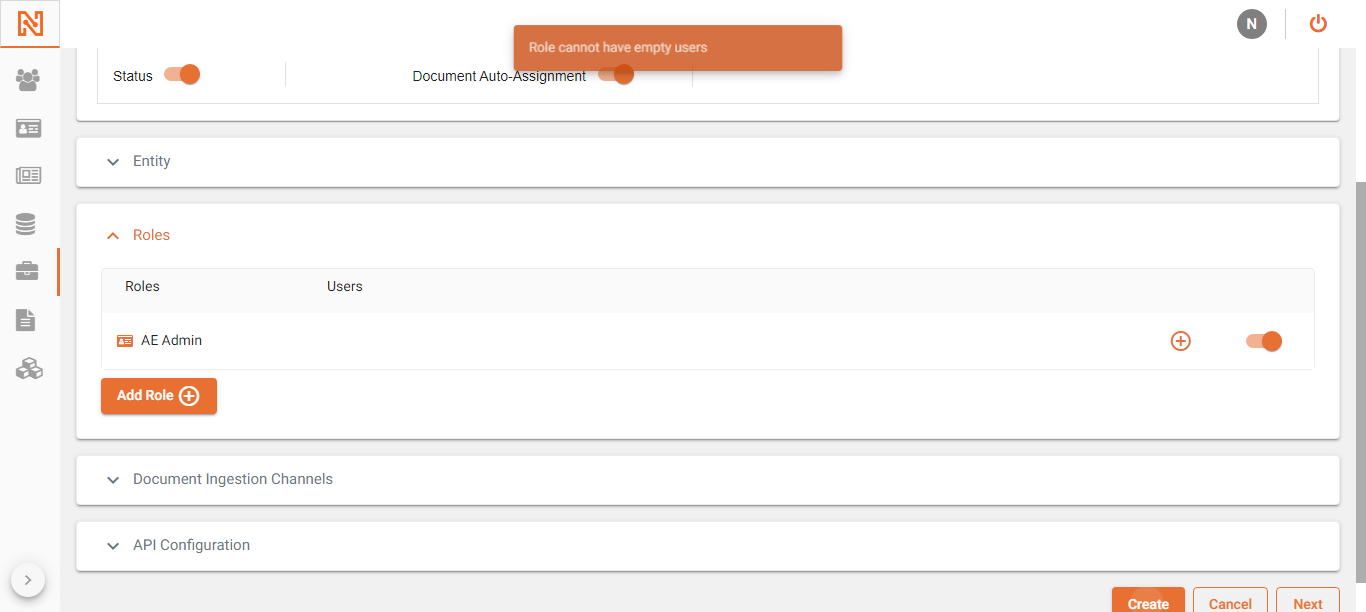 N
Role cannot have empty users
Status
Document Auto-Assignment
Entity
Roles
Roles Users
AE Admin
Add Role
Document Ingestion Channels
API Configuration
Create Cancel Next